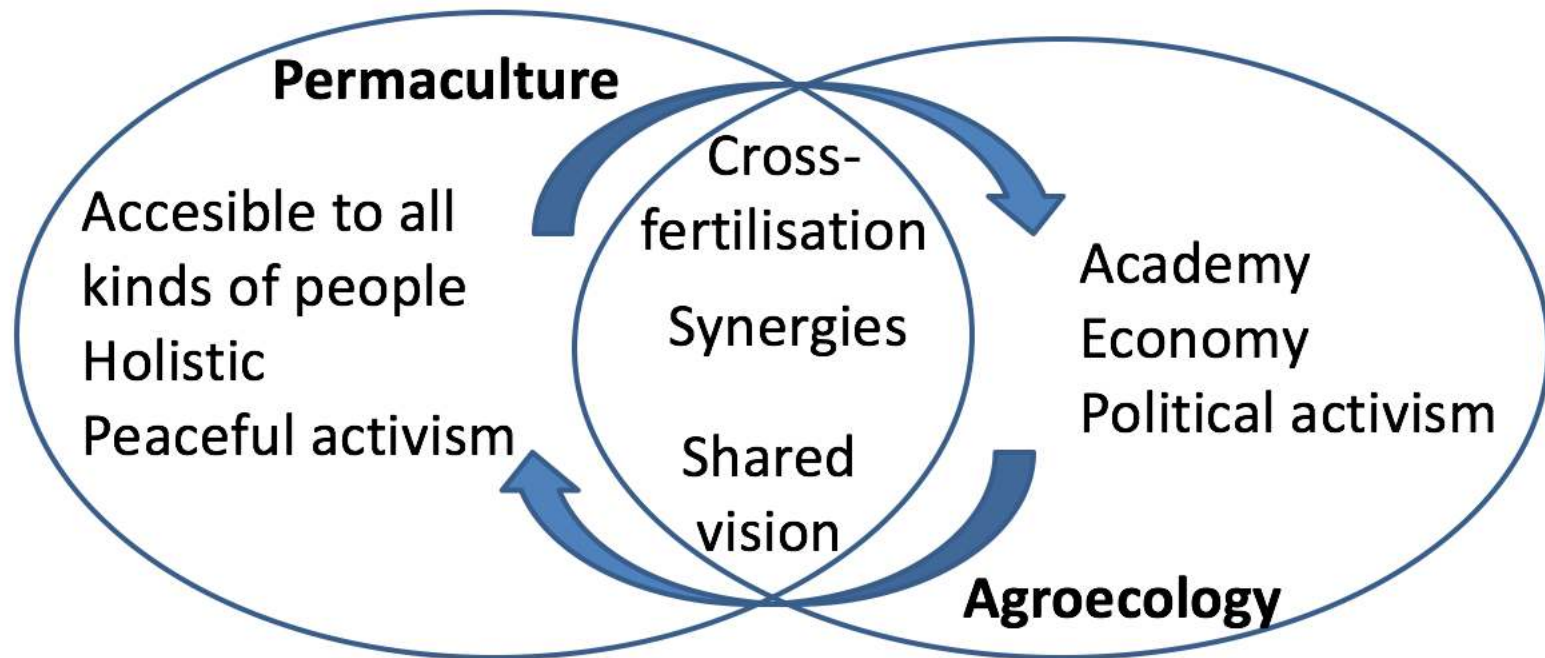 Permaculture
Accesible to all
kinds of people
Holistic
Peaceful activism
Cross-
fertilisation
Synergies
Shared
vision
Academy
Economy
Political activism
Agroecology